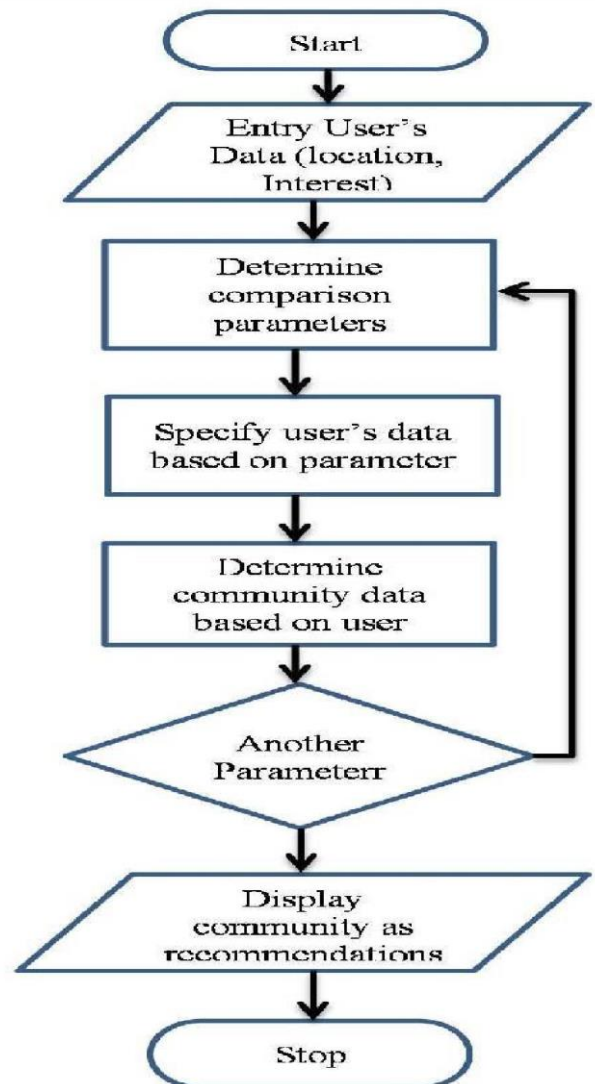 Start
Entry User's
Data (location,
Interest)
Determine
comparison
parameters
Specify user's data
based on parameter
Determine
community data
based on user
Another
Parameterr
Display
community as
recommendations
Stop